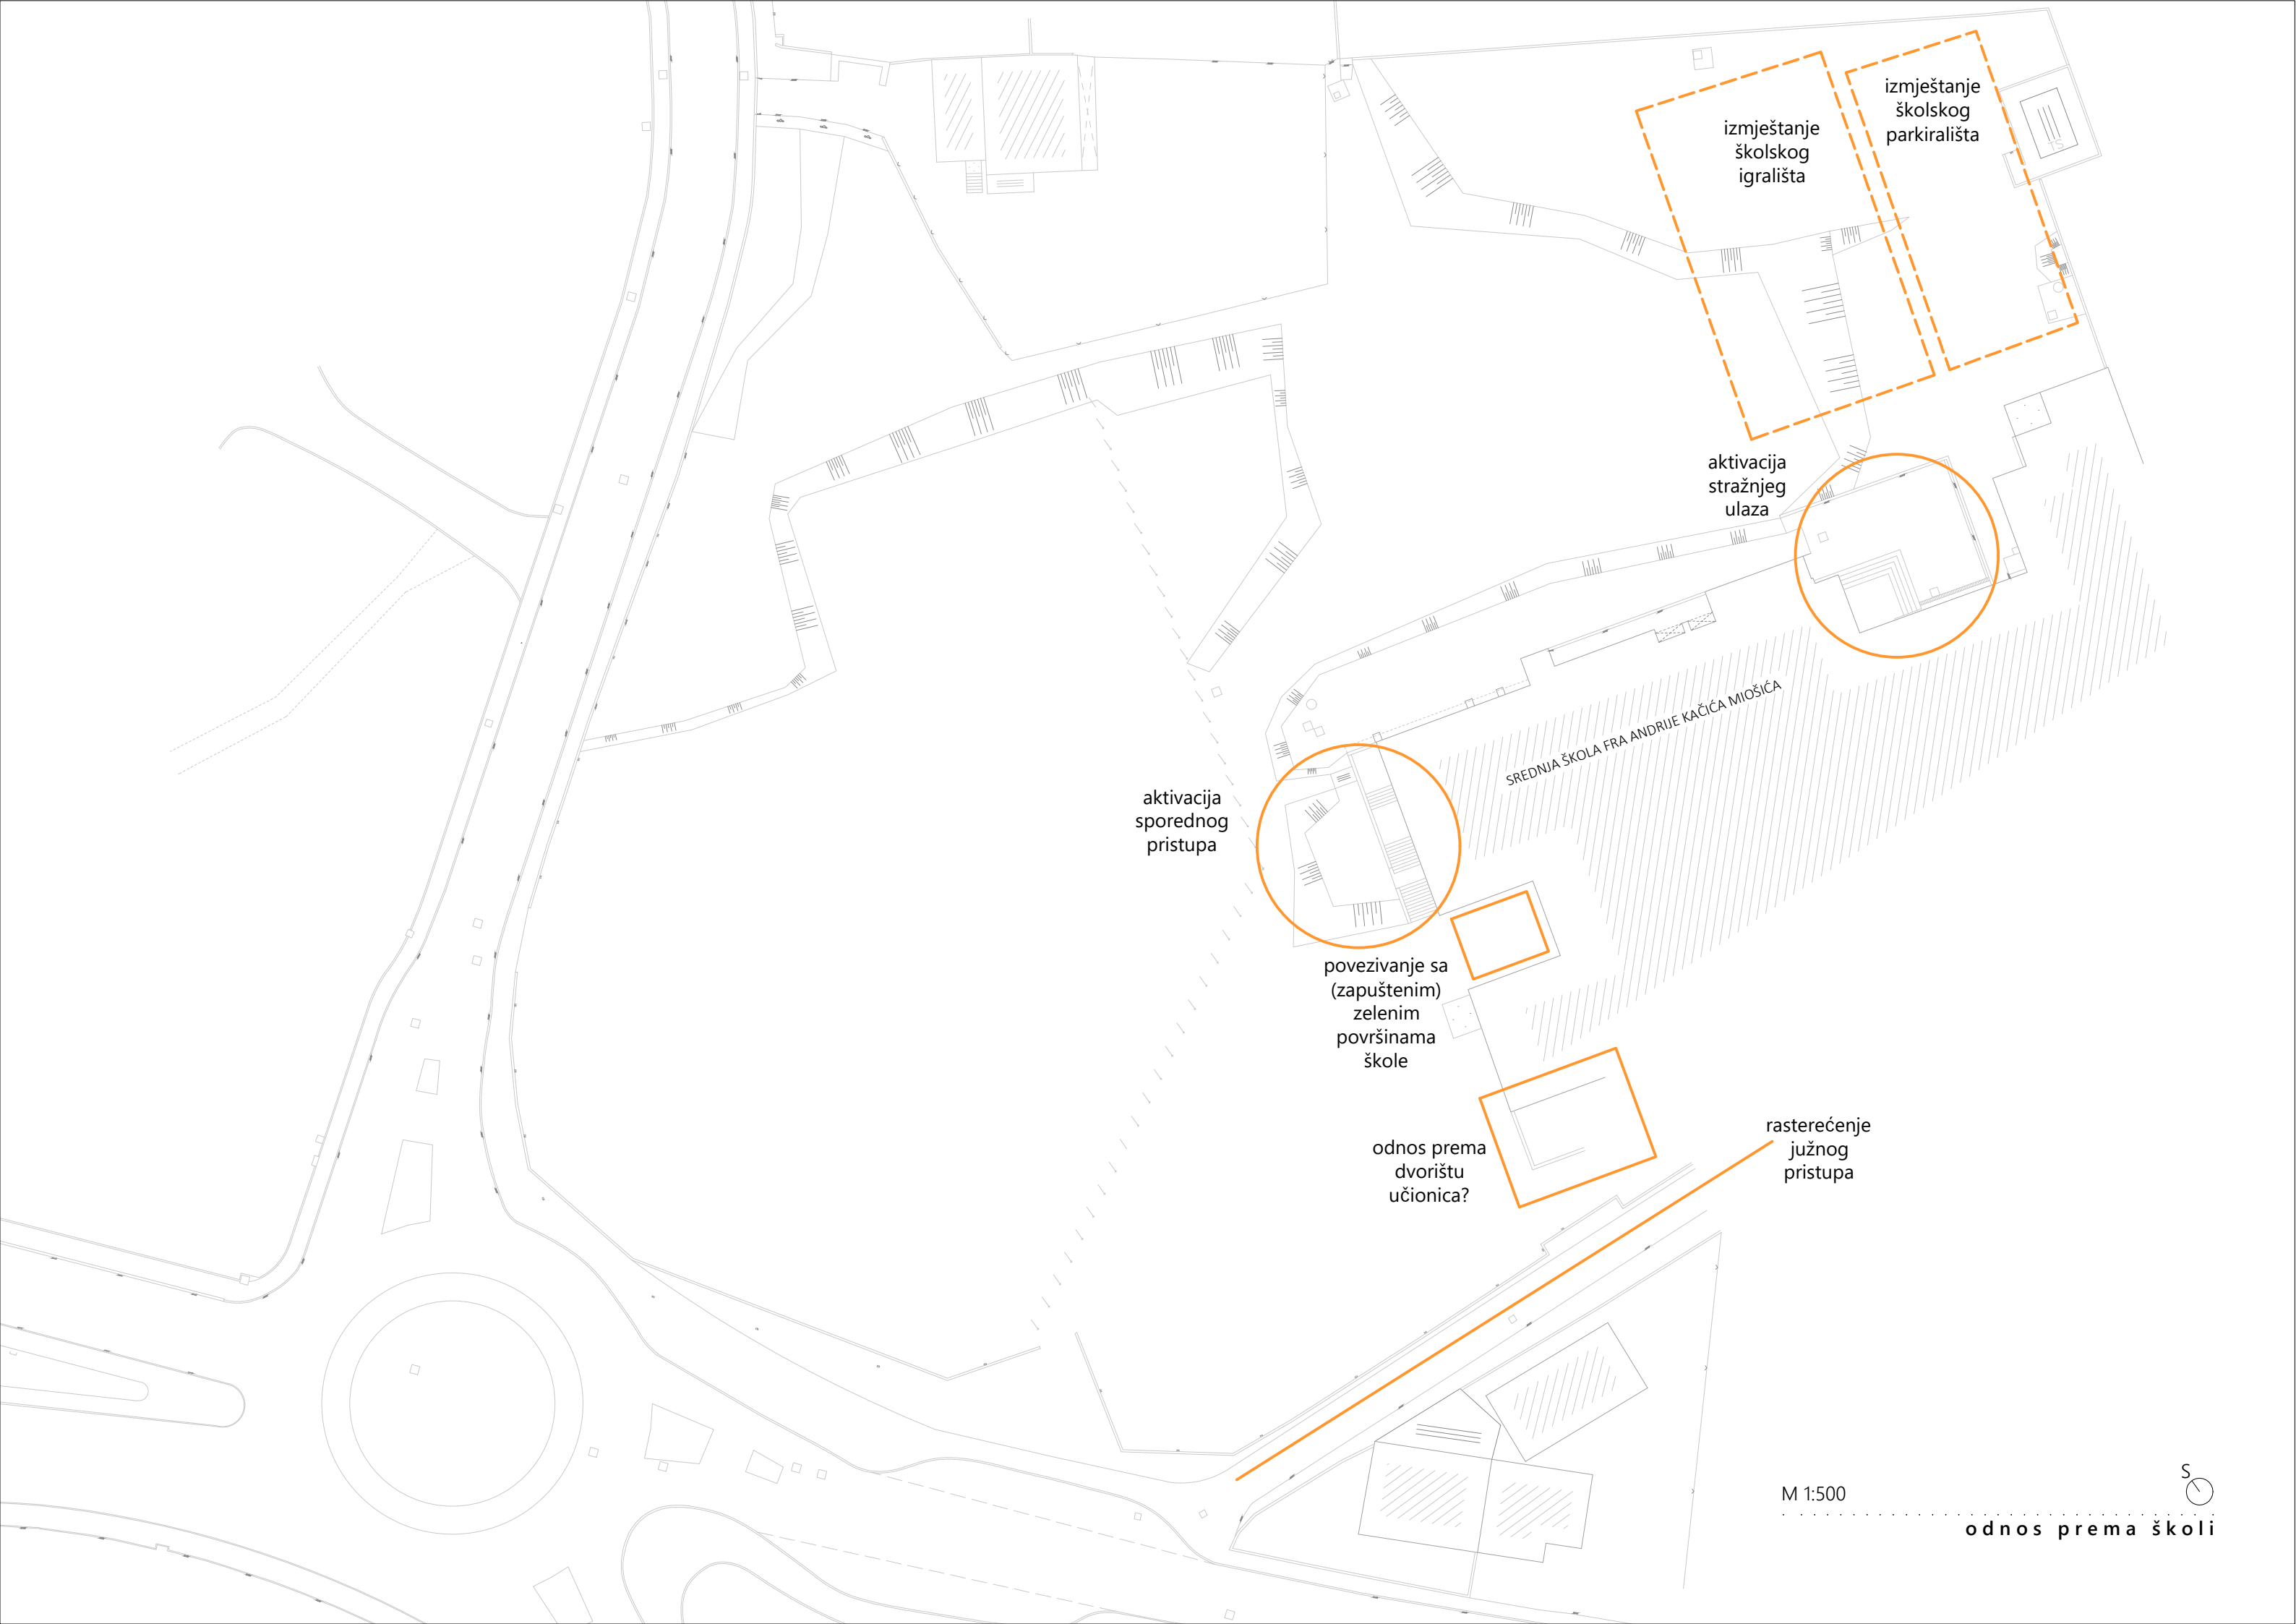 izmještanje
školskog
parkirališta
izmještanje
školskog
igrališta
TS
aktivacija
stražnjeg
ulaza
SREDNJA ŠKOLA FRA ANDRIJE KAČIĆA MIOŠIĆA
aktivacija
sporednog
pristupa
povezivanje sa
(zapuštenim)
zelenim
površinama
škole
odnos prema
dvorištu
učionica?
rasterećenje
južnog
pristupa
S
M 1:500
odnos prema školi